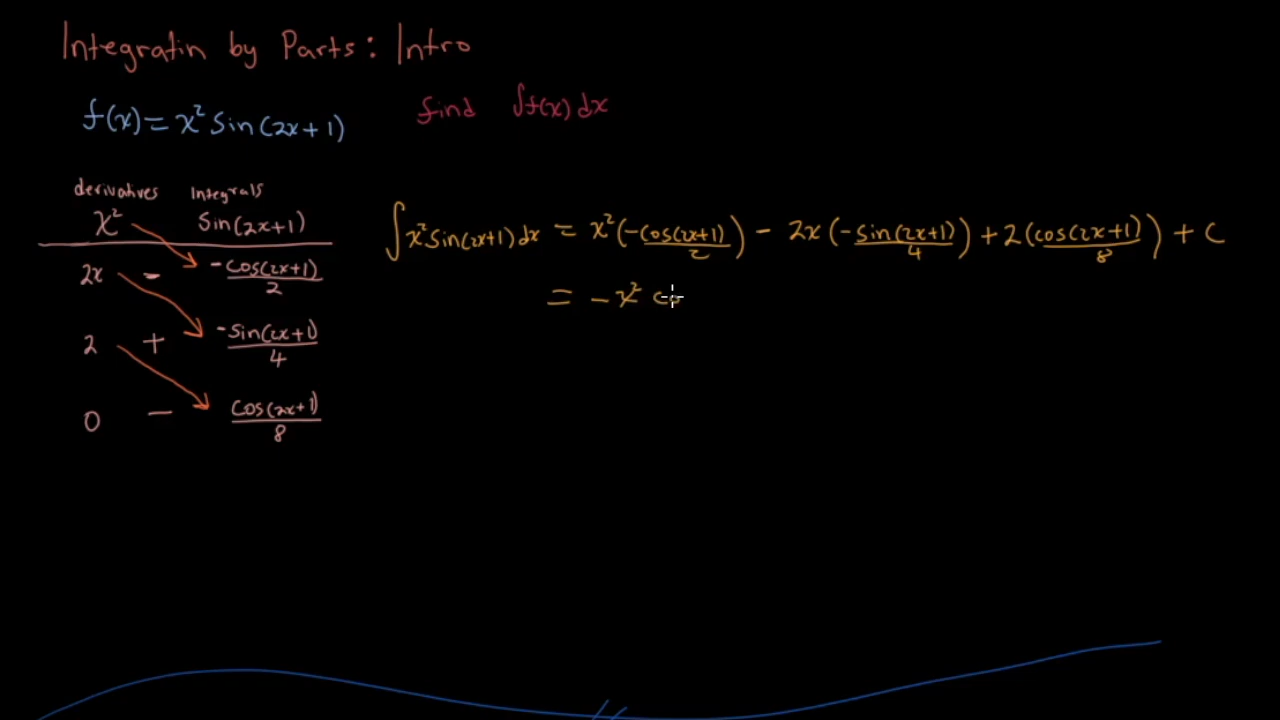 Integratin by Parts: Intro
f(x) = x² Sin(2x+1)
find ∫f(x) dx
derivatives Integrals
x² Sin(2x+1)
2x - -Cos(2x+1)/2
2 + -Sin(2x+1)/4
0 - Cos(2x+1)/8
∫x² Sin(2x+1) dx = x²(-Cos(2x+1)/2) - 2x(-Sin(2x+1)/4) + 2(Cos(2x+1)/8) + C
= -x² co